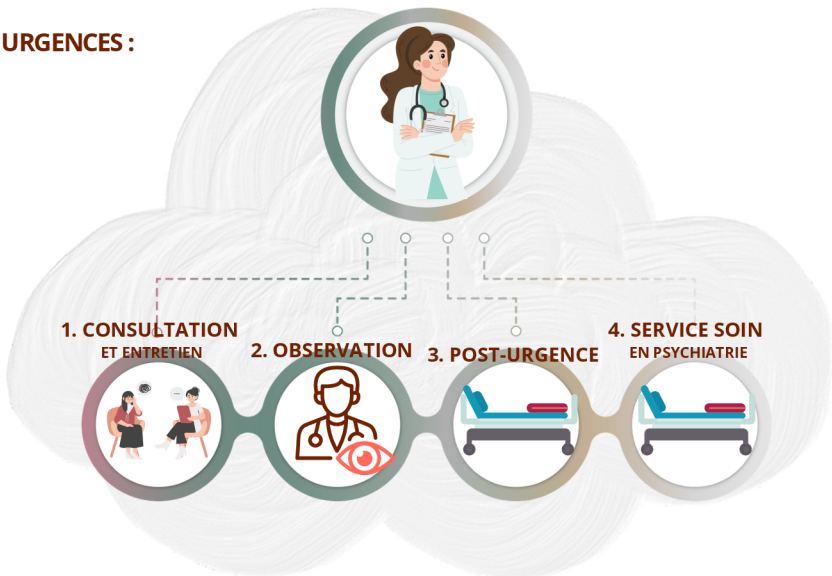 URGENCES :
1. CONSULTATION
ET ENTRETIEN
2. OBSERVATION
3. POST-URGENCE
4. SERVICE SOIN
EN PSYCHIATRIE